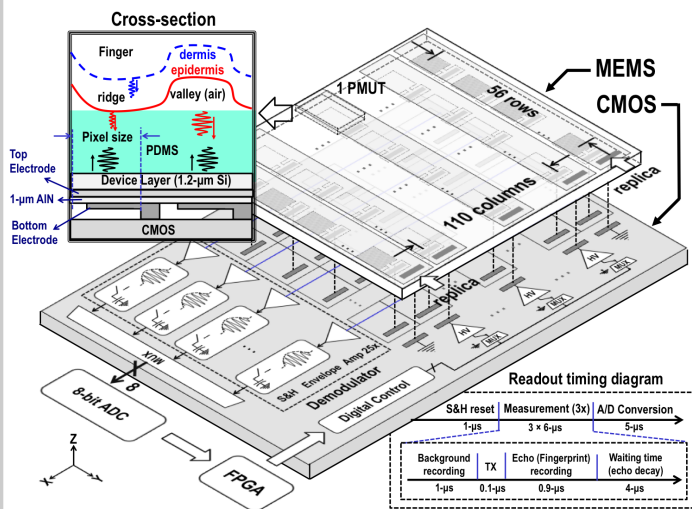 Cross-section
Finger
dermis
epidermis
ridge
valley (air)
Pixel size
PDMS
Top
Electrode
Device Layer (1.2-μm Si)
1-μm AlN
Bottom
Electrode
CMOS
1 PMUT
56 rows
110 columns
MEMS
CMOS
replica
replica
HV
MUX
HV
MUX
HV
MUX
MUX
8
S&H Envelope Amp 25x
Demodulator
Digital Control
8-bit ADC
FPGA
Z
X
Y
Readout timing diagram
S&H reset Measurement (3x) A/D Conversion
1-μs 3 × 6-μs 5-μs
Background TX Echo (Fingerprint) Waiting time
recording recording (echo decay)
1-μs 0.1-μs 0.9-μs 4-μs